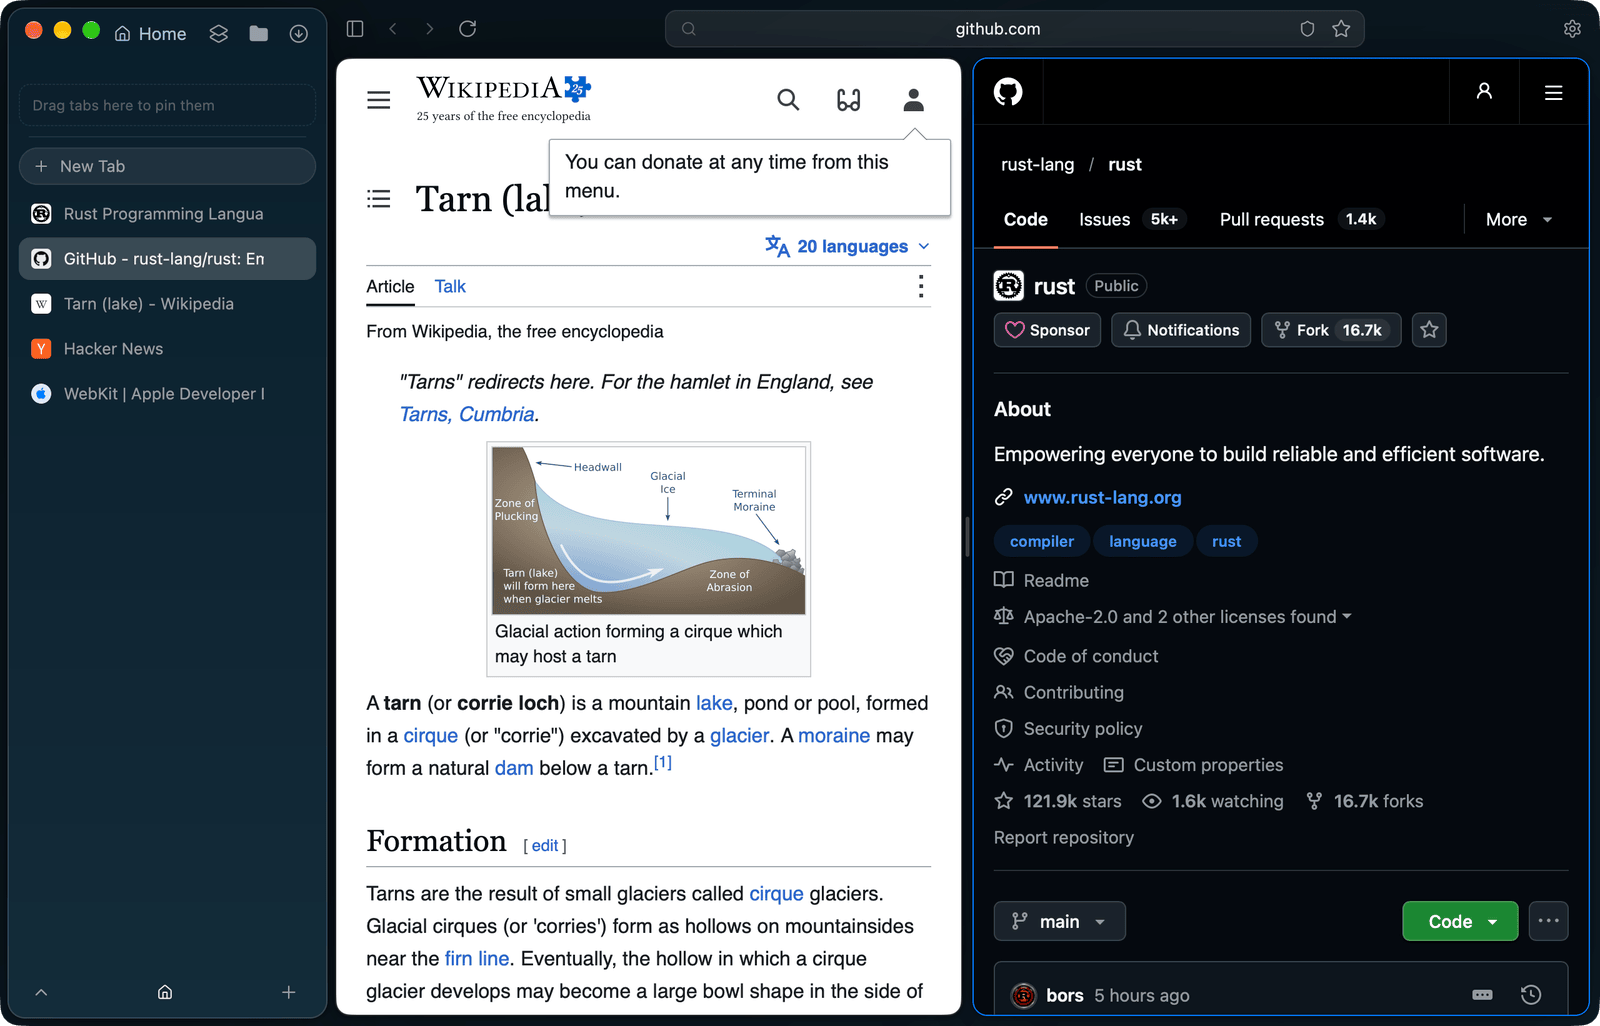 Home
Drag tabs here to pin them
New Tab
Rust Programming Langua
GitHub - rust-lang/rust: En
Tarn (lake) - Wikipedia
Hacker News
WebKit | Apple Developer
github.com
WIKIPEDIA 25
25 years of the free encyclopedia
You can donate at any time from this
menu.
Tarn (lak
20 languages
Article Talk
From Wikipedia, the free encyclopedia
"Tarns" redirects here. For the hamlet in England, see
Tarns, Cumbria.
Headwall
Glacial
Ice
Terminal
Moraine
Zone of
Plucking
Tarn (lake)
will form here
when glacier melts
Zone of
Abrasion
Glacial action forming a cirque which
may host a tarn
A tarn (or corrie loch) is a mountain lake, pond or pool, formed
in a cirque (or "corrie") excavated by a glacier. A moraine may
form a natural dam below a tarn.[1]
Formation [ edit ]
Tarns are the result of small glaciers called cirque glaciers.
Glacial cirques (or 'corries') form as hollows on mountainsides
near the firn line. Eventually, the hollow in which a cirque
glacier develops may become a large bowl shape in the side of
rust-lang / rust
Code Issues 5k+ Pull requests 1.4k More
rust Public
Sponsor Notifications Fork 16.7k
About
Empowering everyone to build reliable and efficient software.
www.rust-lang.org
compiler language rust
Readme
Apache-2.0 and 2 other licenses found
Code of conduct
Contributing
Security policy
Activity Custom properties
121.9k stars 1.6k watching 16.7k forks
Report repository
main Code
bors 5 hours ago